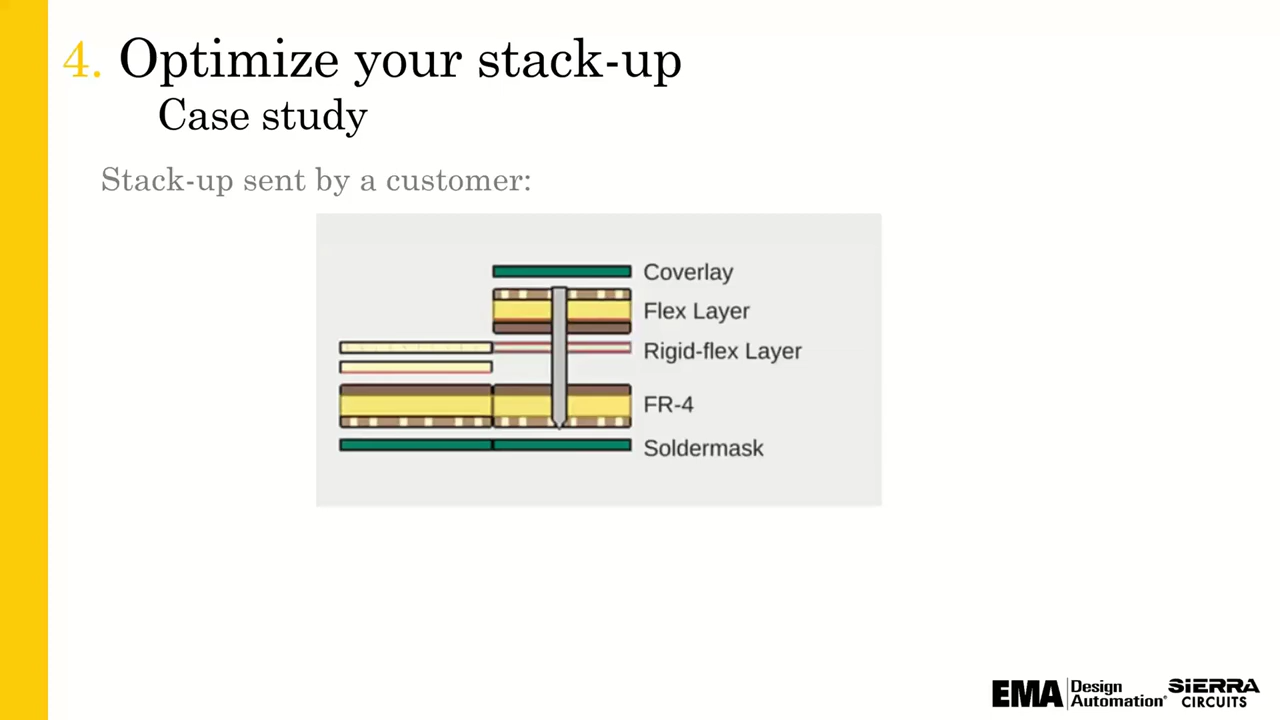 4. Optimize your stack-up
Case study
Stack-up sent by a customer:
Coverlay
Flex Layer
Rigid-flex Layer
FR-4
Soldermask
EMA Design Automation®
SIERRA CIRCUITS